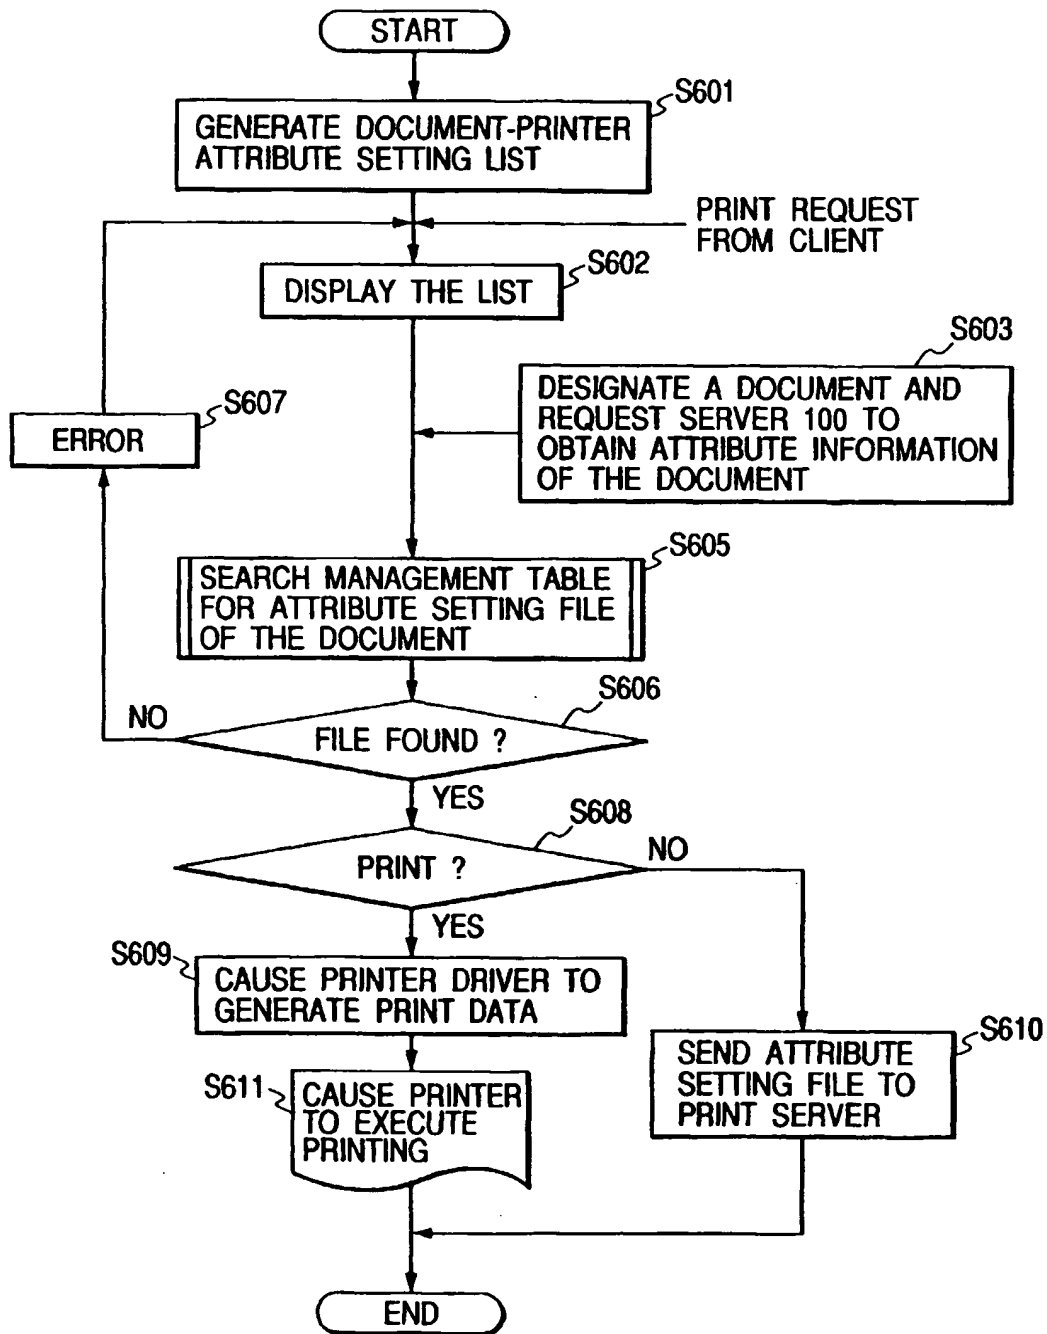 START
S601
GENERATE DOCUMENT-PRINTER
ATTRIBUTE SETTING LIST
PRINT REQUEST
FROM CLIENT
S602
DISPLAY THE LIST
S603
DESIGNATE A DOCUMENT AND
REQUEST SERVER 100 TO
OBTAIN ATTRIBUTE INFORMATION
OF THE DOCUMENT
S607
ERROR
S605
SEARCH MANAGEMENT TABLE
FOR ATTRIBUTE SETTING FILE
OF THE DOCUMENT
S606
NO
FILE FOUND ?
YES
S608
NO
PRINT ?
YES
S609
CAUSE PRINTER DRIVER TO
GENERATE PRINT DATA
S610
SEND ATTRIBUTE
SETTING FILE TO
PRINT SERVER
S611
CAUSE PRINTER
TO EXECUTE
PRINTING
END